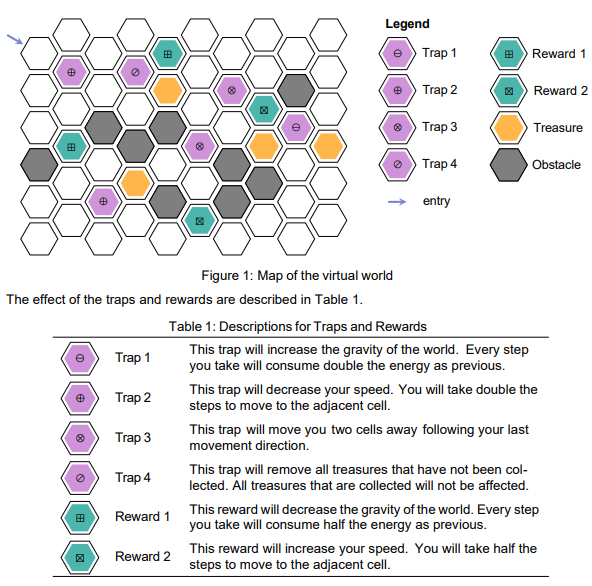 Legend
Trap 1
Reward 1
Trap 2
Reward 2
Trap 3
Treasure
Trap 4
Obstacle
entry
Figure 1: Map of the virtual world
The effect of the traps and rewards are described in Table 1.
Table 1: Descriptions for Traps and Rewards
Trap 1
This trap will increase the gravity of the world. Every step
you take will consume double the energy as previous.
Trap 2
This trap will decrease your speed. You will take double the
steps to move to the adjacent cell.
Trap 3
This trap will move you two cells away following your last
movement direction.
Trap 4
This trap will remove all treasures that have not been col-
lected. All treasures that are collected will not be affected.
Reward 1
This reward will decrease the gravity of the world. Every step
you take will consume half the energy as previous.
Reward 2
This reward will increase your speed. You will take half the
steps to move to the adjacent cell.